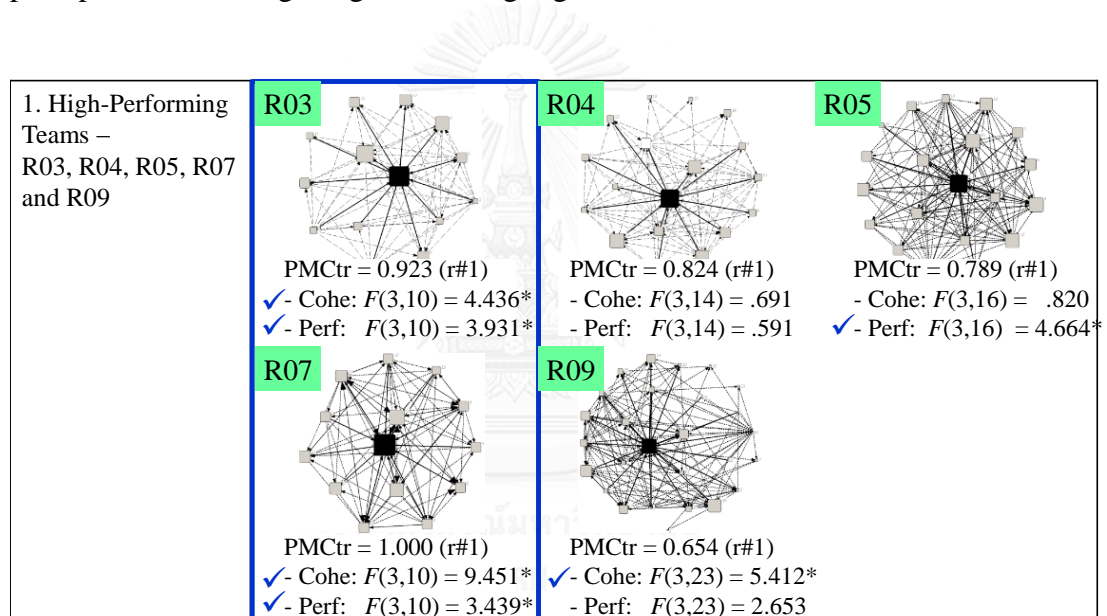 1. High-Performing
Teams –
R03, R04, R05, R07
and R09
R03
PMCtr = 0.923 (r#1)
✓- Cohe: F(3,10) = 4.436*
✓- Perf: F(3,10) = 3.931*
R04
PMCtr = 0.824 (r#1)
- Cohe: F(3,14) = .691
- Perf: F(3,14) = .591
R05
PMCtr = 0.789 (r#1)
- Cohe: F(3,16) = .820
✓- Perf: F(3,16) = 4.664*
R07
PMCtr = 1.000 (r#1)
✓- Cohe: F(3,10) = 9.451*
✓- Perf: F(3,10) = 3.439*
R09
PMCtr = 0.654 (r#1)
✓- Cohe: F(3,23) = 5.412*
- Perf: F(3,23) = 2.653